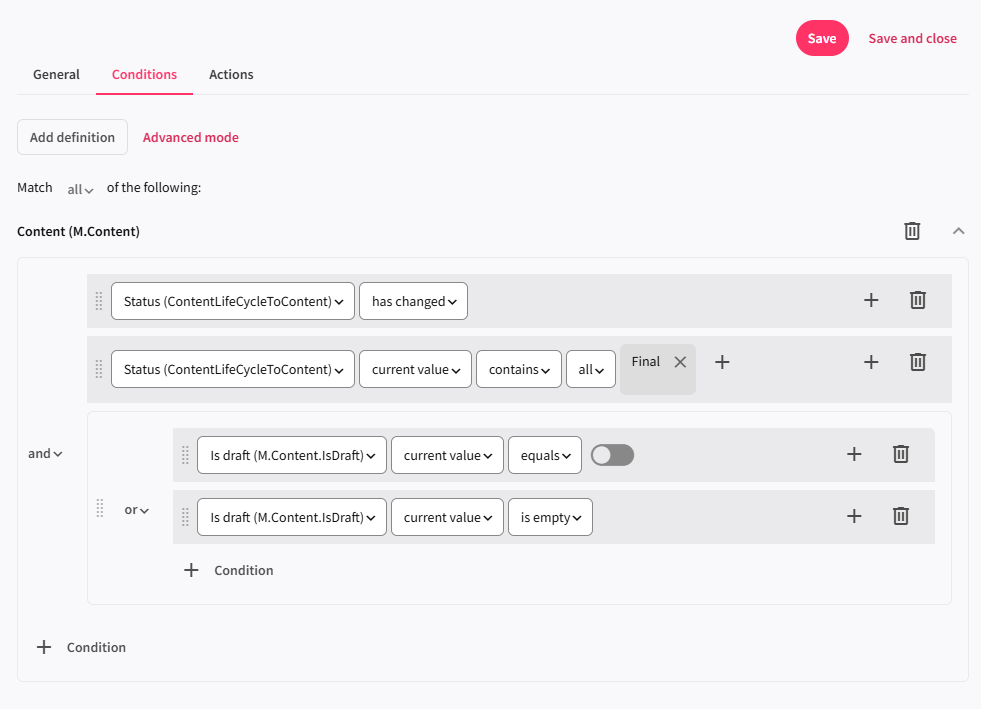 Save Save and close
General Conditions Actions
Add definition Advanced mode
Match all of the following:
Content (M.Content)
Status (ContentLifeCycleToContent) has changed
Status (ContentLifeCycleToContent) current value contains all Final
and
Is draft (M.Content.IsDraft) current value equals
or
Is draft (M.Content.IsDraft) current value is empty
Condition
Condition